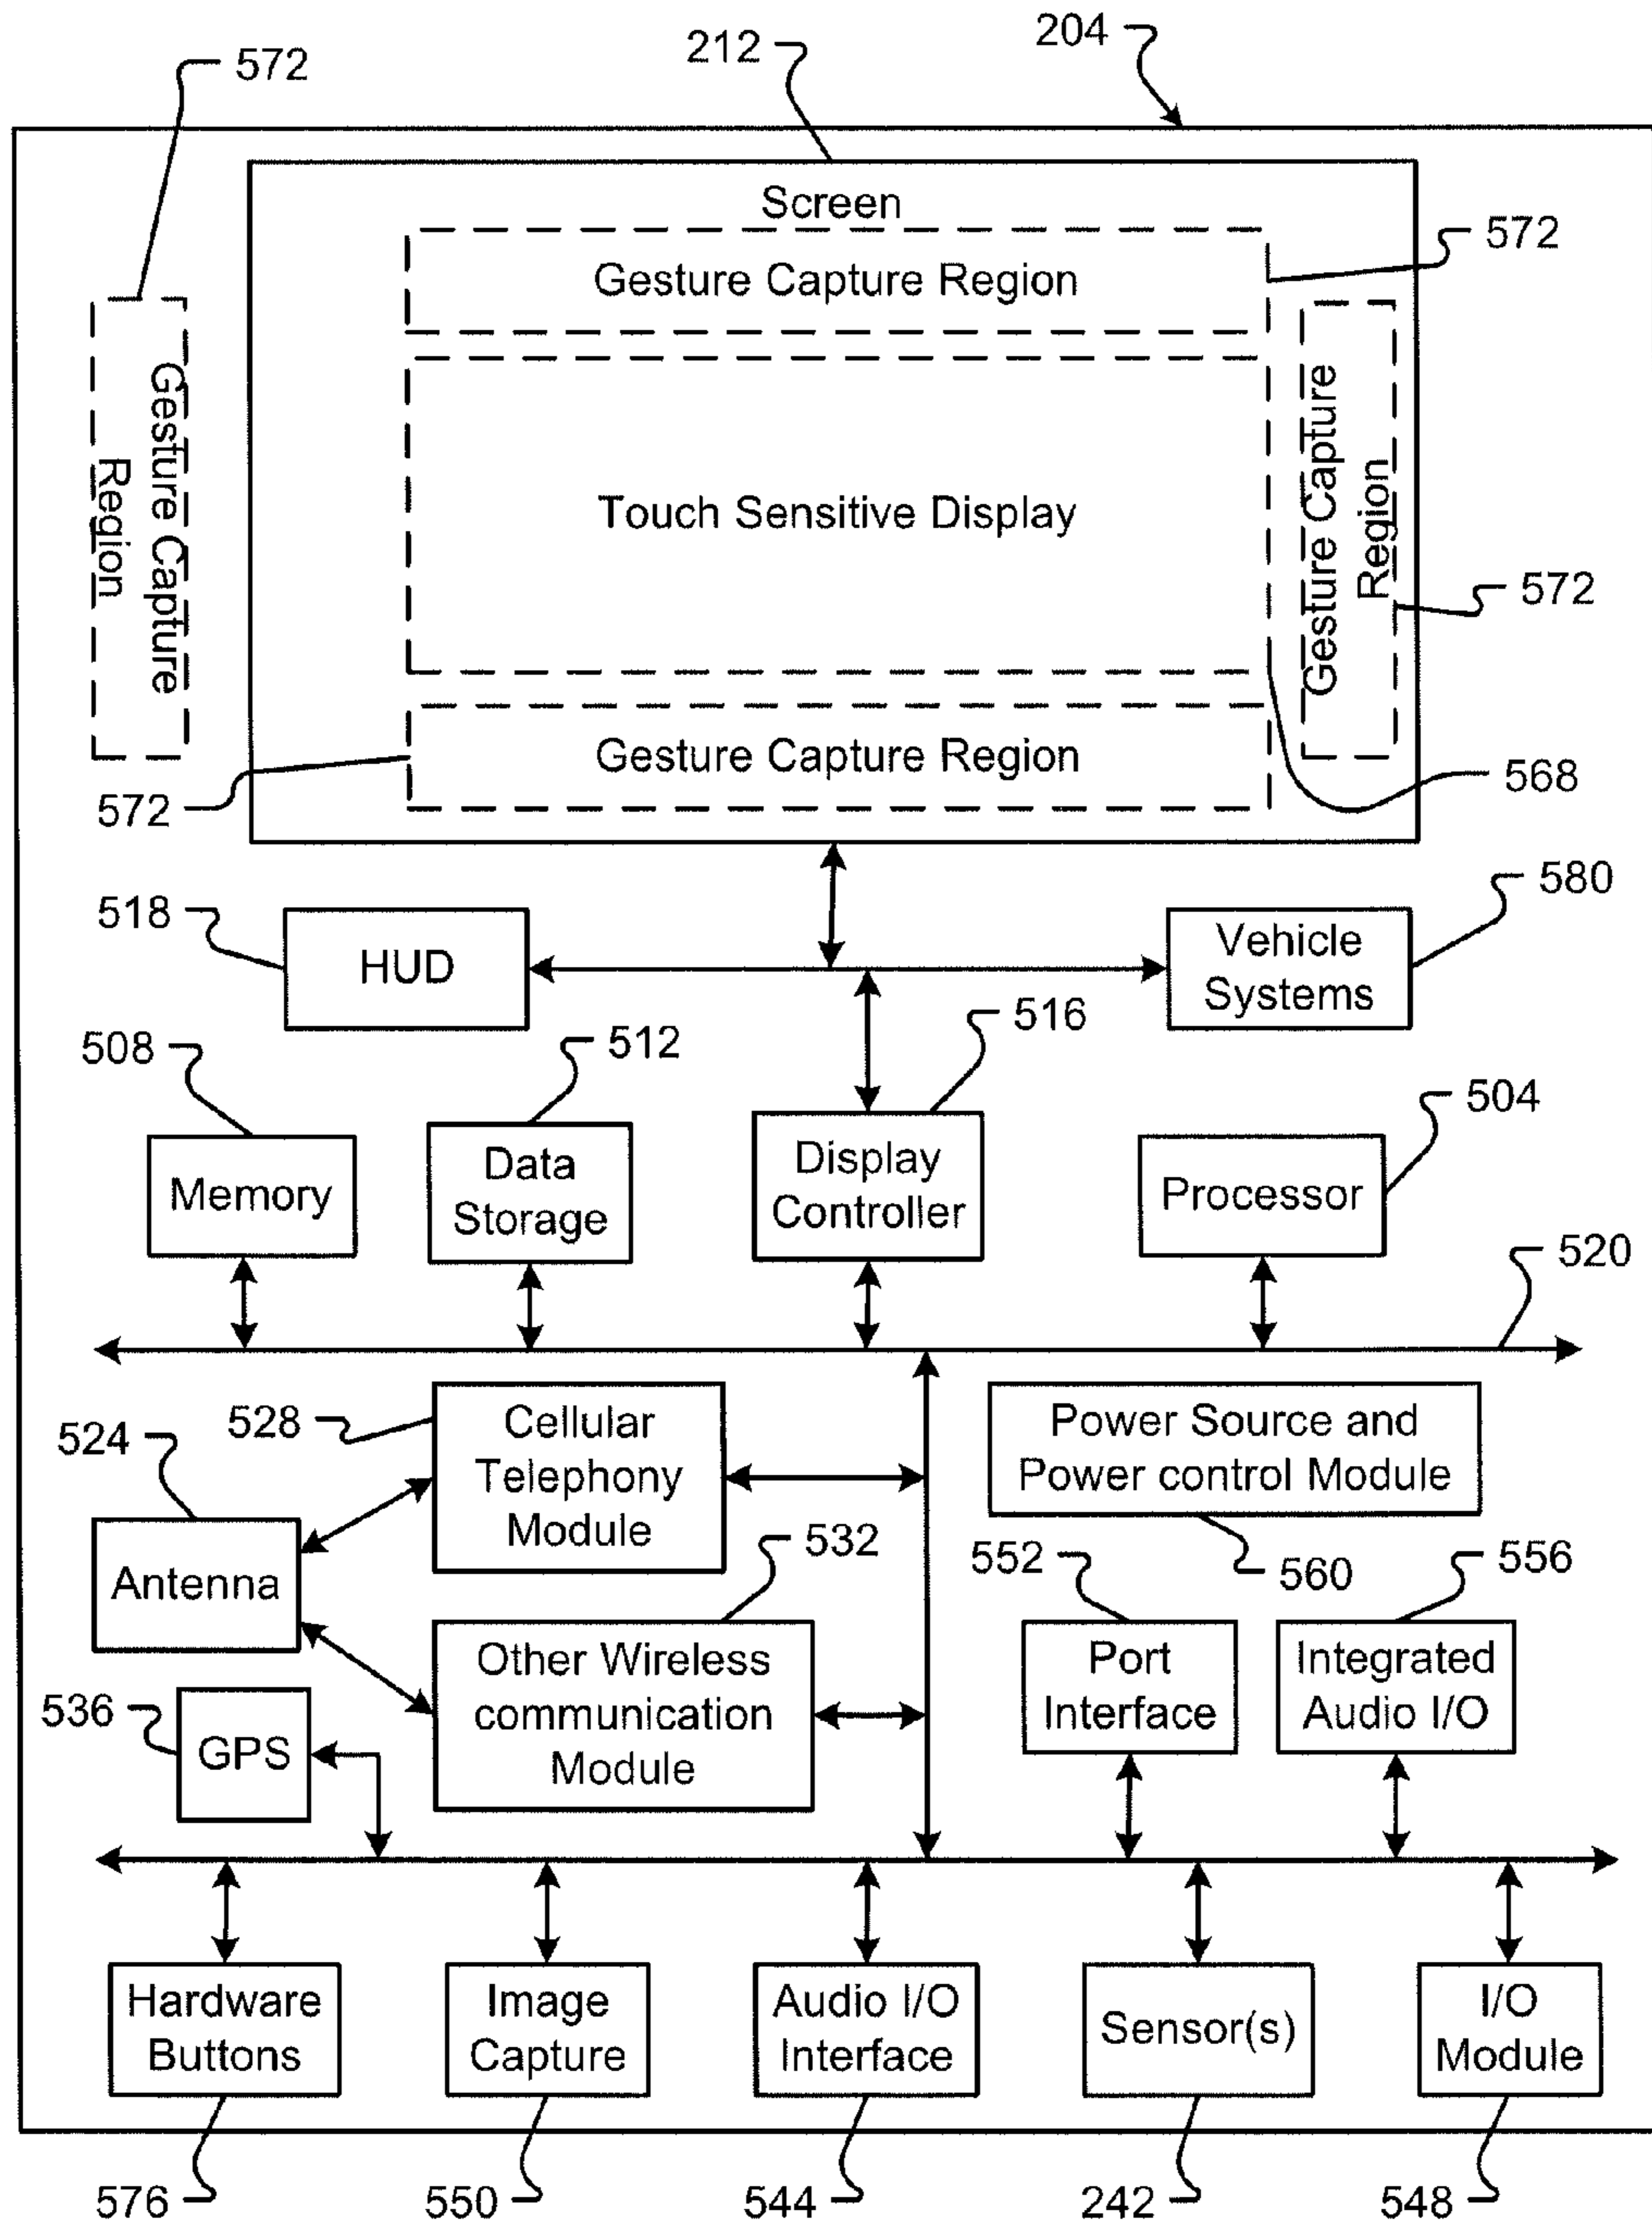 204
212
572
Screen
572
Gesture Capture Region
Gesture Capture
Region
Gesture Capture
Region
Touch Sensitive Display
572
Gesture Capture Region
568
572
580
518
HUD
Vehicle
Systems
516
512
508
504
Memory
Data
Storage
Display
Controller
Processor
520
528
Cellular
Telephony
Module
Power Source and
Power control Module
524
532
552
560
556
Antenna
Other Wireless
communication
Module
Port
Interface
Integrated
Audio I/O
536
GPS
Hardware
Buttons
Image
Capture
Audio I/O
Interface
Sensor(s)
I/O
Module
576
550
544
242
548